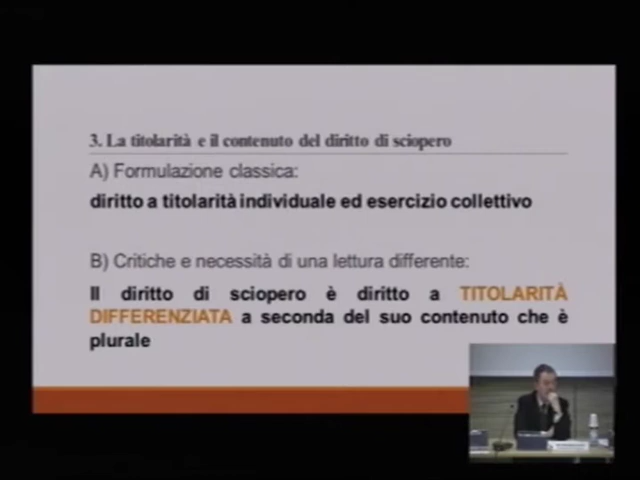 3. La titolarità e il contenuto del diritto di sciopero
A) Formulazione classica:
diritto a titolarità individuale ed esercizio collettivo
B) Critiche e necessità di una lettura differente:
Il diritto di sciopero è diritto a TITOLARITÀ
DIFFERENZIATA a seconda del suo contenuto che è
plurale